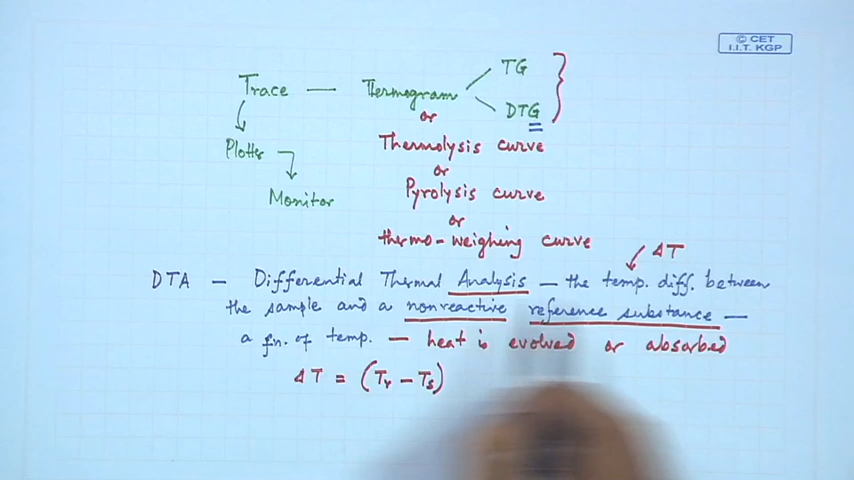 © CET
I.I.T. KGP
Trace — Thermogram TG
DTG
or
Plotter Thermolysis curve
or
Monitor Pyrolysis curve
or
thermo-weighing curve
ΔT
DTA — Differential Thermal Analysis — the temp. diff. between
the sample and a nonreactive reference substance —
a fn. of temp. — heat is evolved or absorbed
ΔT = (Tr – Ts)